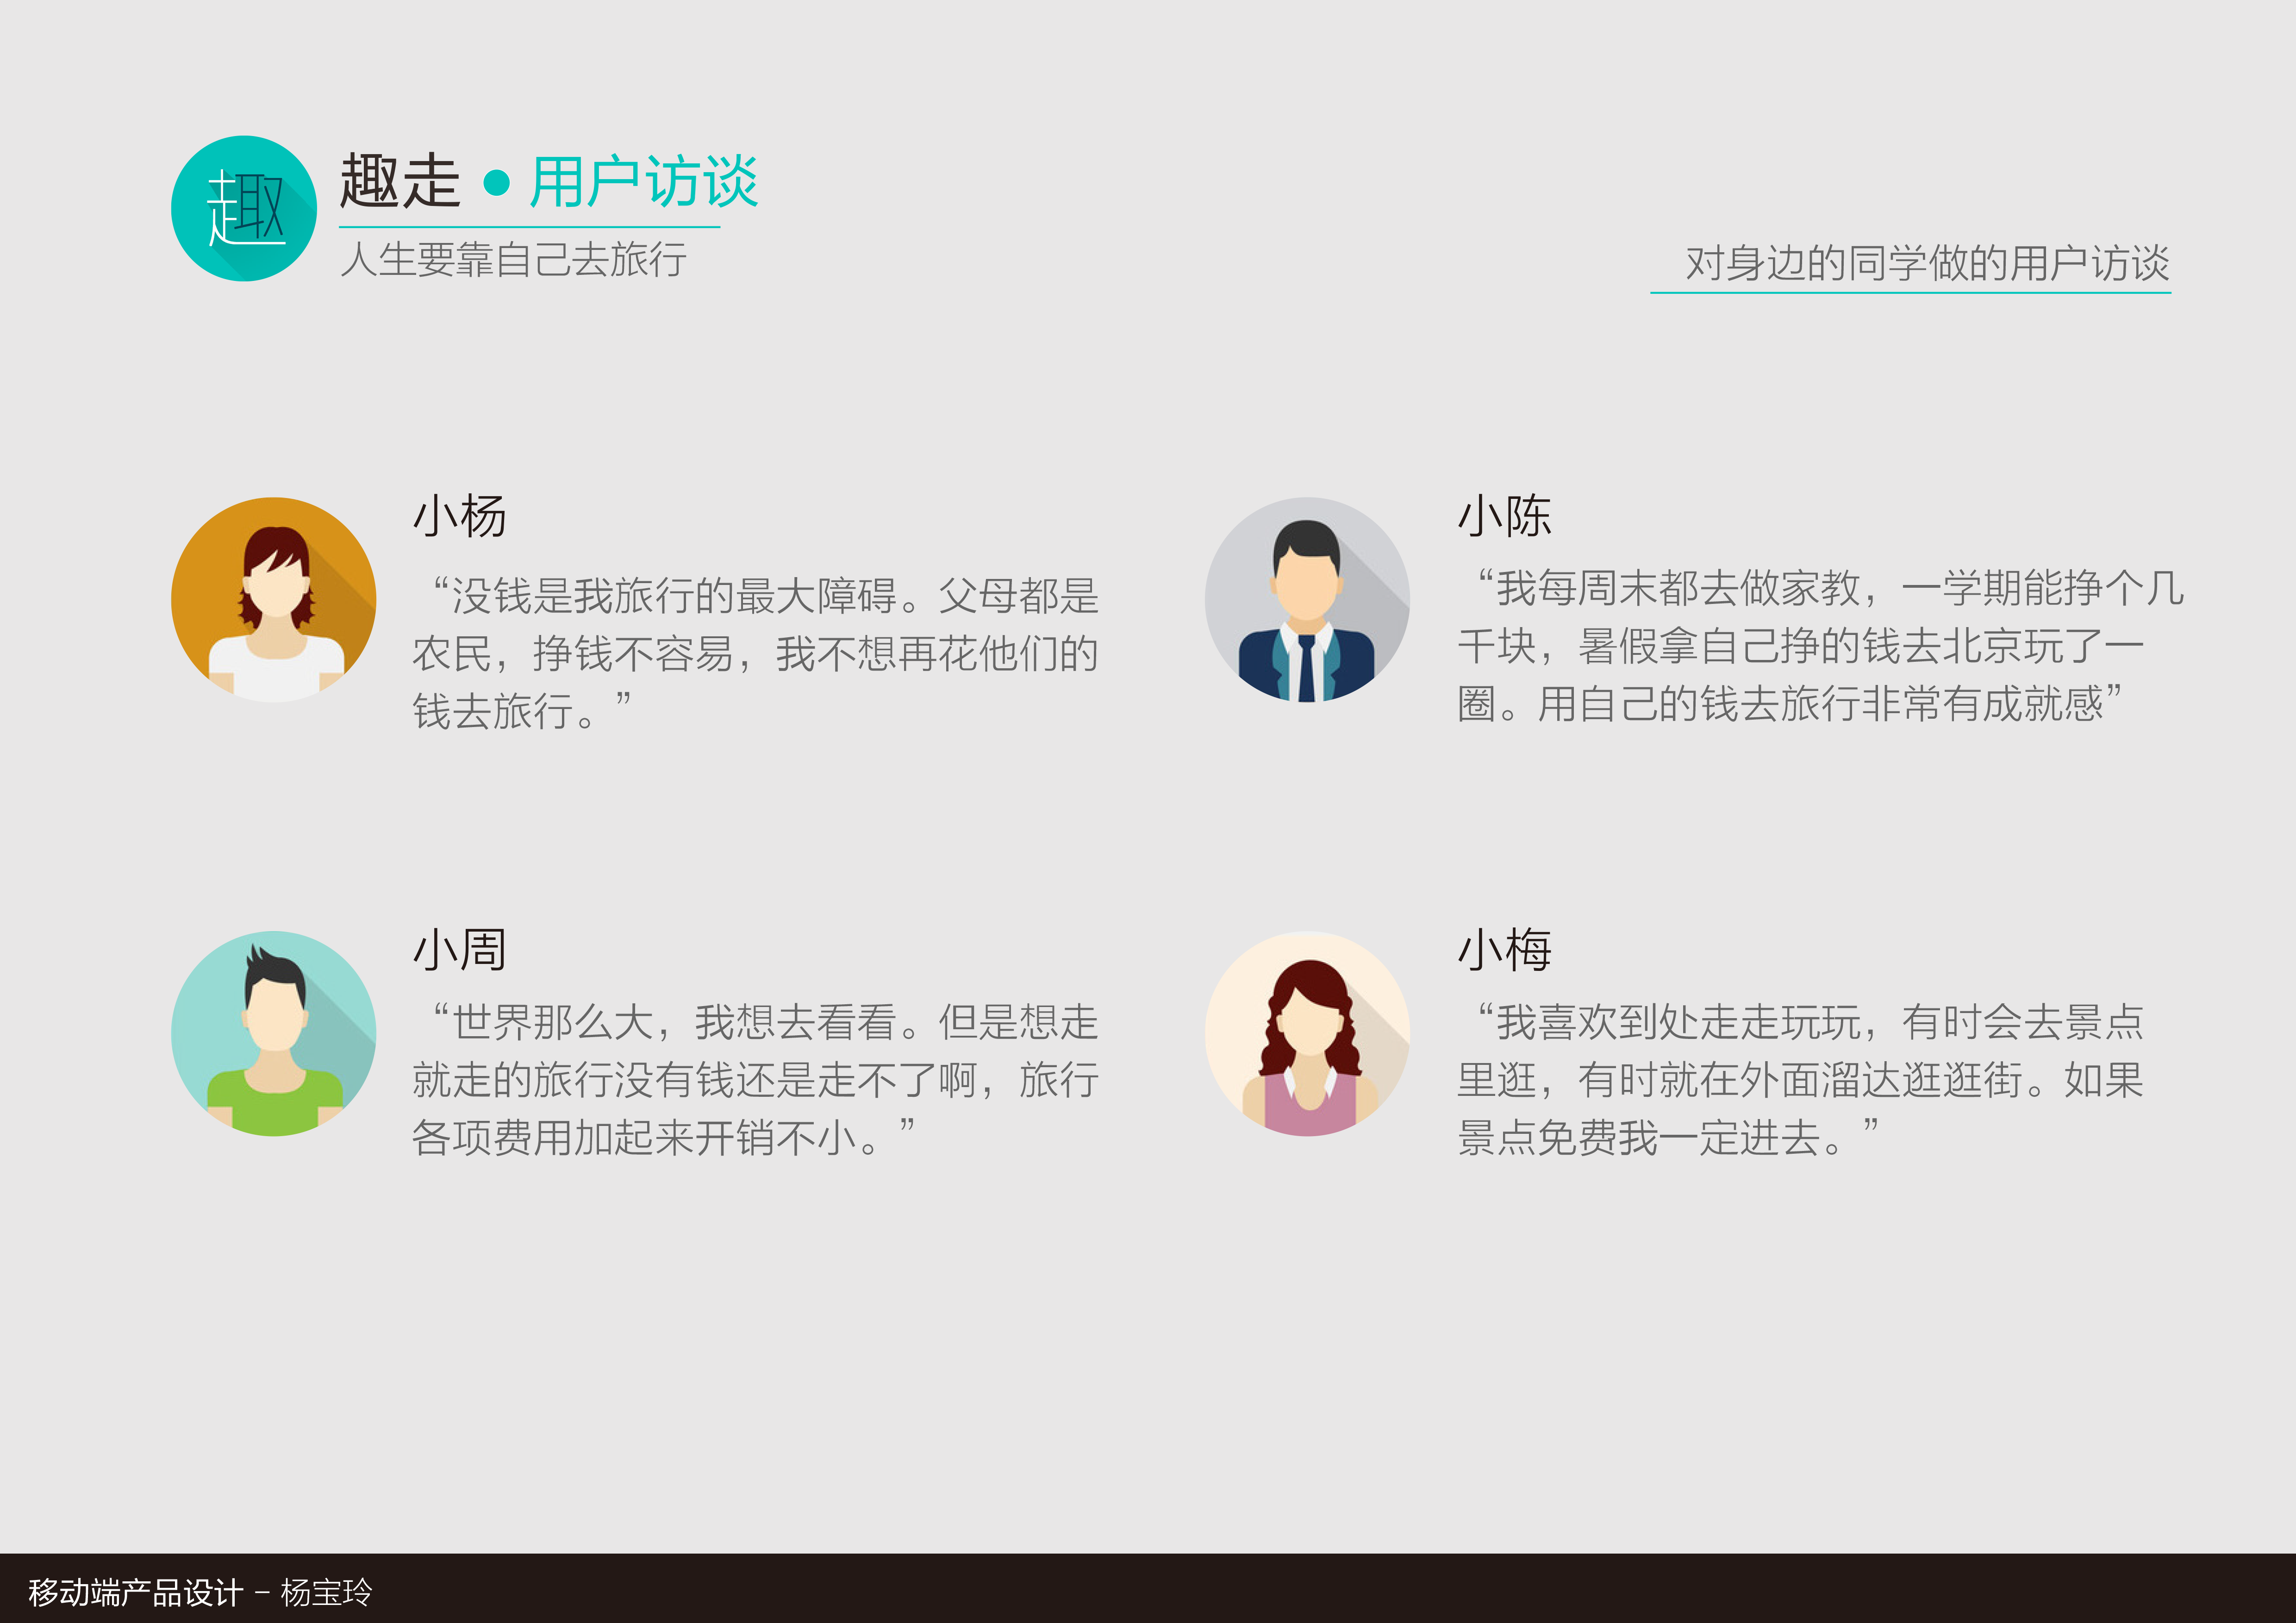 趣
趣走 • 用户访谈
人生要靠自己去旅行
对身边的同学做的用户访谈
小杨
“没钱是我旅行的最大障碍。父母都是
农民，挣钱不容易，我不想再花他们的
钱去旅行。”
小陈
“我每周末都去做家教，一学期能挣个几
千块，暑假拿自己挣的钱去北京玩了一
圈。用自己的钱去旅行非常有成就感”
小周
“世界那么大，我想去看看。但是想走
就走的旅行没有钱还是走不了啊，旅行
各项费用加起来开销不小。”
小梅
“我喜欢到处走走玩玩，有时会去景点
里逛，有时就在外面溜达逛逛街。如果
景点免费我一定进去。”
移动端产品设计 – 杨宝玲